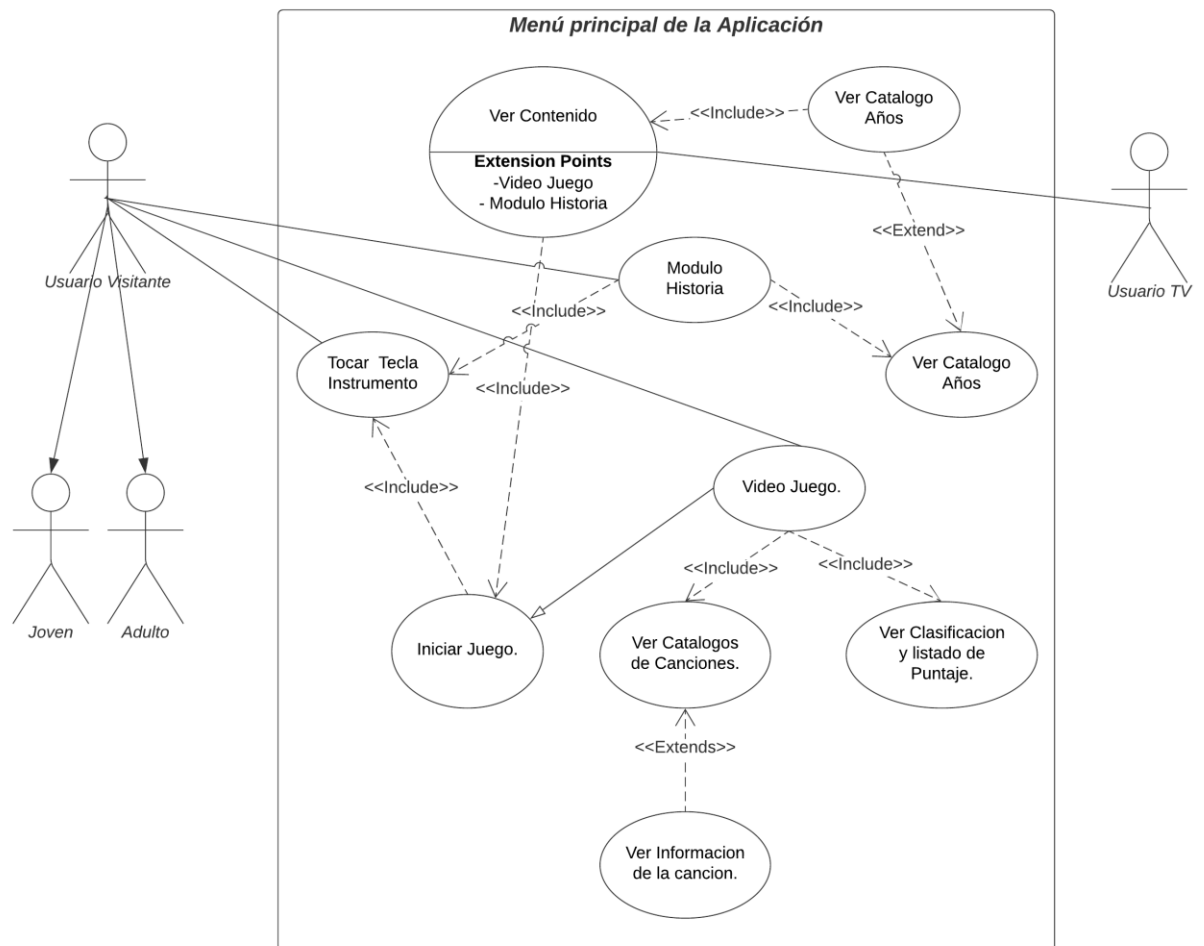 Menú principal de la Aplicación
Ver Contenido
Extension Points
-Video Juego
- Modulo Historia
<<Include>>
Ver Catalogo
Años
<<Extend>>
Usuario Visitante
Usuario TV
Modulo
Historia
<<Include>>
<<Include>>
Tocar Tecla
Instrumento
<<Include>>
Ver Catalogo
Años
<<Include>>
Video Juego.
<<Include>>
<<Include>>
Joven
Adulto
Iniciar Juego.
Ver Catalogos
de Canciones.
Ver Clasificacion
y listado de
Puntaje.
<<Extends>>
Ver Informacion
de la cancion.